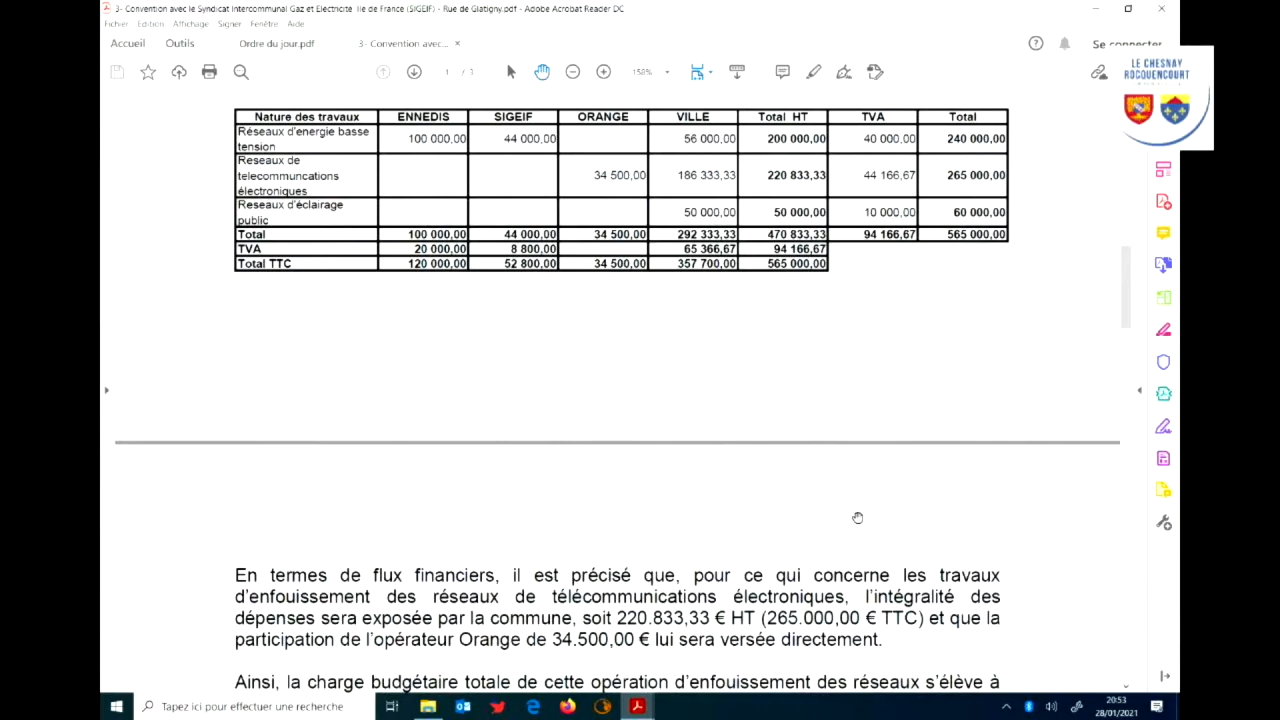 3- Convention avec le Syndicat Intercommunal Gaz et Electricité Ile de France (SIGEIF) - Rue de Glatigny.pdf - Adobe Acrobat Reader DC
Fichier Edition Affichage Signer Fenêtre Aide
Accueil Outils Ordre du jour.pdf 3- Convention avec... × Se connecter
1 / 3 158%
LE CHESNAY
ROCQUENCOURT
Nature des travaux ENNEDIS SIGEIF ORANGE VILLE Total HT TVA Total
Réseaux d'energie basse
tension 100 000,00 44 000,00 56 000,00 200 000,00 40 000,00 240 000,00
Reseaux de
telecommuncations
électroniques 34 500,00 186 333,33 220 833,33 44 166,67 265 000,00
Reseaux d'éclairage
public 50 000,00 50 000,00 10 000,00 60 000,00
Total 100 000,00 44 000,00 34 500,00 292 333,33 470 833,33 94 166,67 565 000,00
TVA 20 000,00 8 800,00 65 366,67 94 166,67
Total TTC 120 000,00 52 800,00 34 500,00 357 700,00 565 000,00
En termes de flux financiers, il est précisé que, pour ce qui concerne les travaux
d'enfouissement des réseaux de télécommunications électroniques, l'intégralité des
dépenses sera exposée par la commune, soit 220.833,33 € HT (265.000,00 € TTC) et que la
participation de l'opérateur Orange de 34.500,00 € lui sera versée directement.
Ainsi, la charge budgétaire totale de cette opération d'enfouissement des réseaux s'élève à
Tapez ici pour effectuer une recherche
20:53
28/01/2021